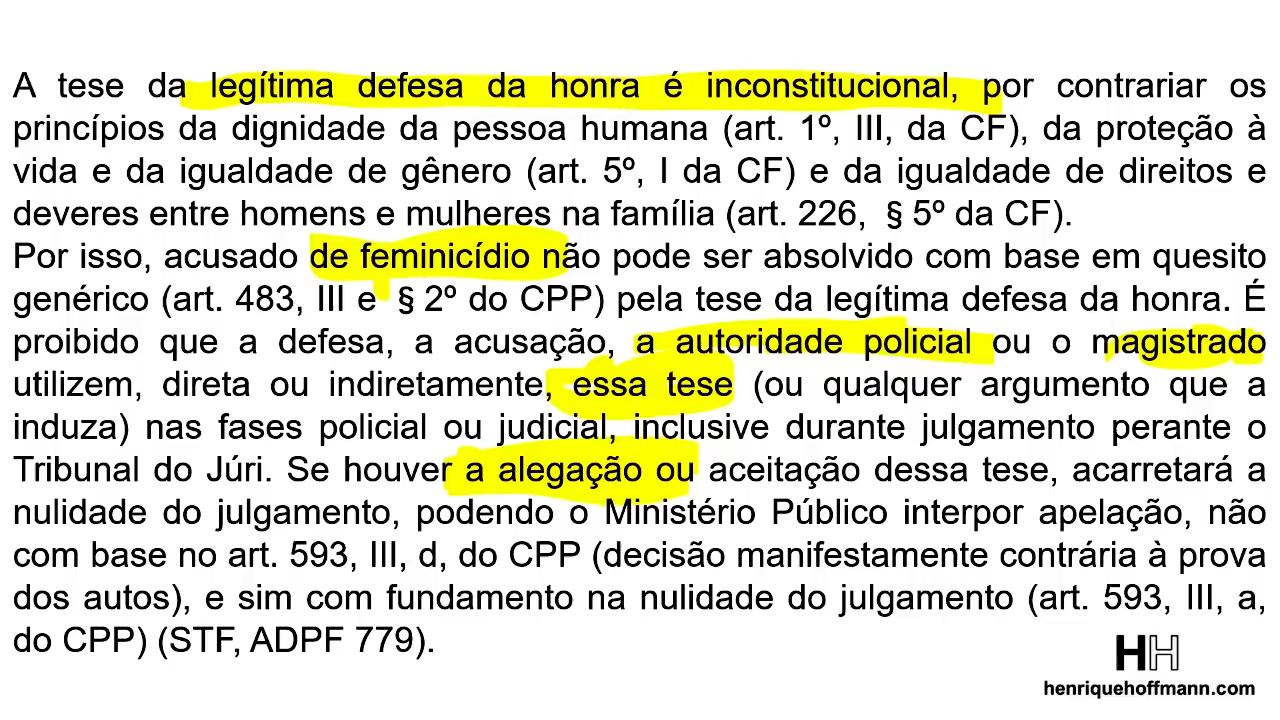 A tese da legítima defesa da honra é inconstitucional, por contrariar os
princípios da dignidade da pessoa humana (art. 1º, III, da CF), da proteção à
vida e da igualdade de gênero (art. 5º, I da CF) e da igualdade de direitos e
deveres entre homens e mulheres na família (art. 226, § 5º da CF).
Por isso, acusado de feminicídio não pode ser absolvido com base em quesito
genérico (art. 483, III e § 2º do CPP) pela tese da legítima defesa da honra. É
proibido que a defesa, a acusação, a autoridade policial ou o magistrado
utilizem, direta ou indiretamente, essa tese (ou qualquer argumento que a
induza) nas fases policial ou judicial, inclusive durante julgamento perante o
Tribunal do Júri. Se houver a alegação ou aceitação dessa tese, acarretará a
nulidade do julgamento, podendo o Ministério Público interpor apelação, não
com base no art. 593, III, d, do CPP (decisão manifestamente contrária à prova
dos autos), e sim com fundamento na nulidade do julgamento (art. 593, III, a,
do CPP) (STF, ADPF 779).
HH
henriquehoffmann.com